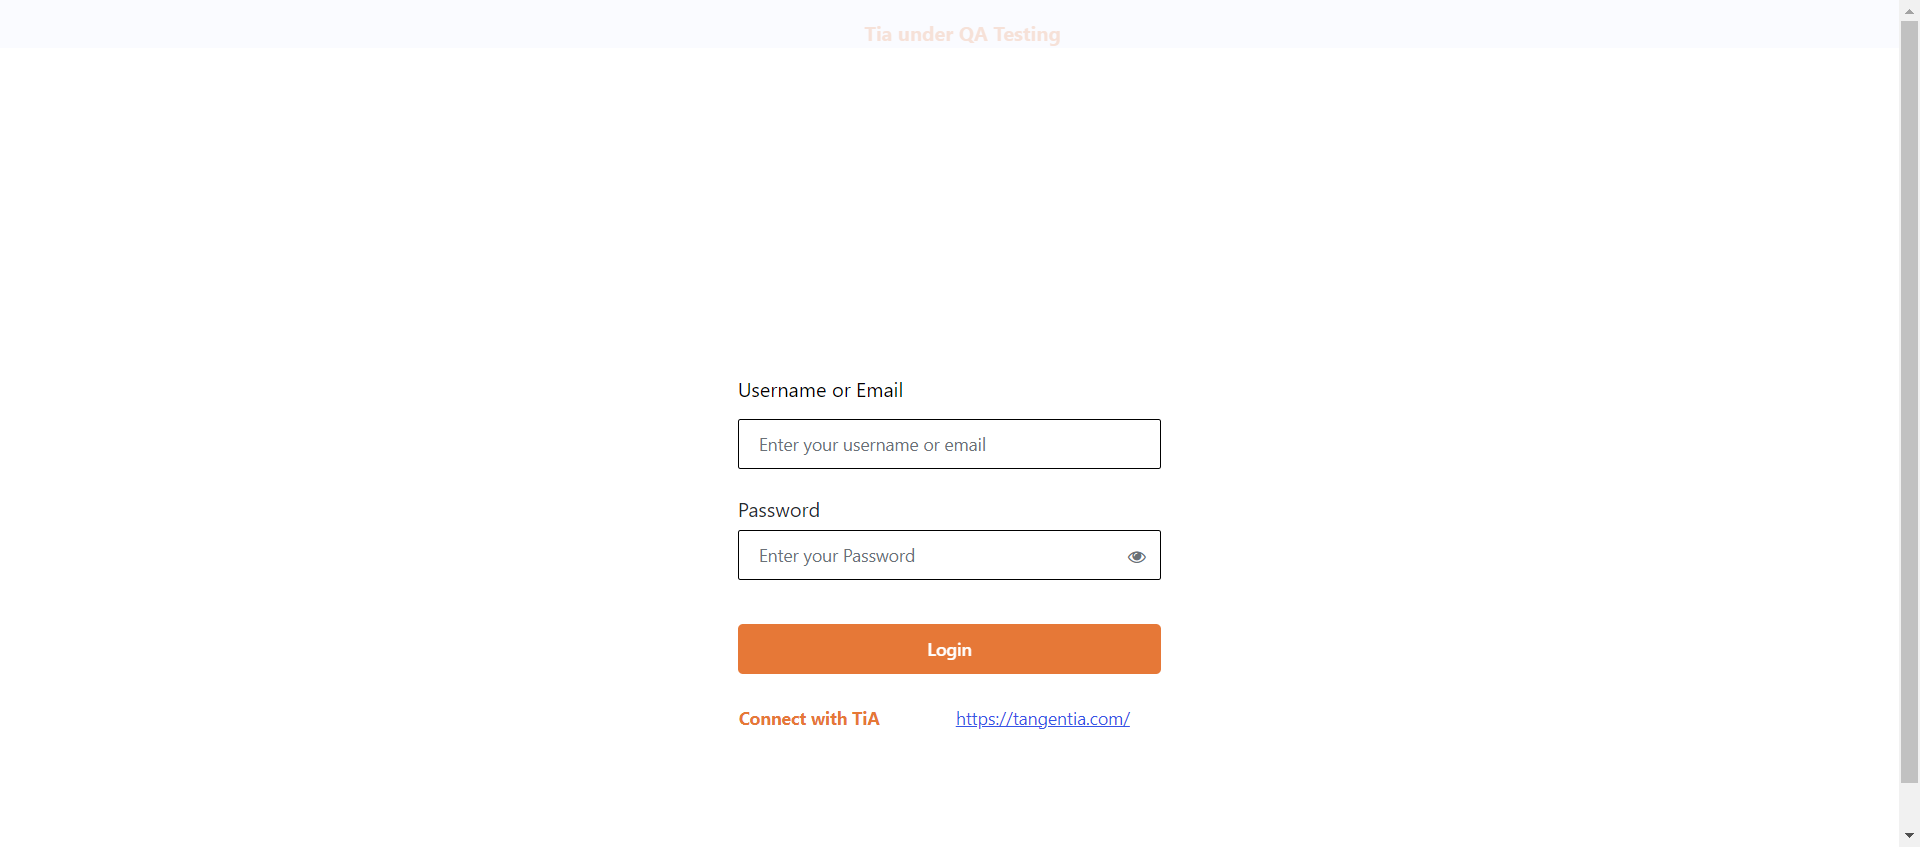 Tia under QA Testing
Username or Email
Enter your username or email
Password
Enter your Password
Login
Connect with TiA https://tangentia.com/